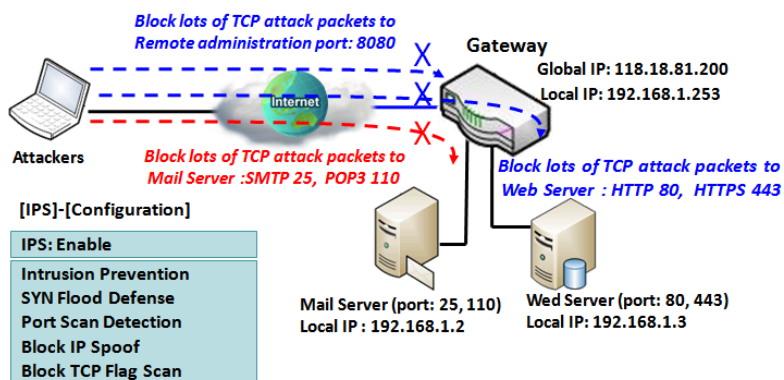 Block lots of TCP attack packets to
Remote administration port: 8080
Gateway
Global IP: 118.18.81.200
Local IP: 192.168.1.253
Internet
Attackers
Block lots of TCP attack packets to
Mail Server :SMTP 25, POP3 110
Block lots of TCP attack packets to
Web Server : HTTP 80, HTTPS 443
[IPS]-[Configuration]
IPS: Enable
Intrusion Prevention
SYN Flood Defense
Port Scan Detection
Block IP Spoof
Block TCP Flag Scan
Mail Server (port: 25, 110)
Local IP : 192.168.1.2
Wed Server (port: 80, 443)
Local IP: 192.168.1.3